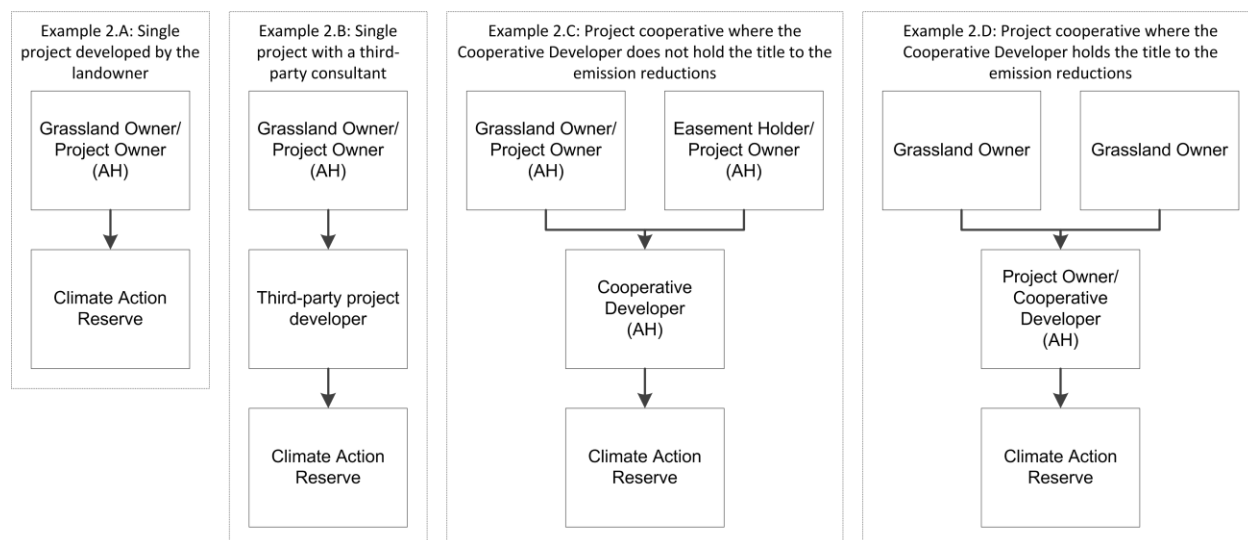 Example 2.A: Single
project developed by the
landowner
Grassland Owner/
Project Owner
(AH)
Climate Action
Reserve
Example 2.B: Single
project with a third-
party consultant
Grassland Owner/
Project Owner
(AH)
Third-party project
developer
Climate Action
Reserve
Example 2.C: Project cooperative where the
Cooperative Developer does not hold the title to the
emission reductions
Grassland Owner/
Project Owner
(AH)
Easement Holder/
Project Owner
(AH)
Cooperative
Developer
(AH)
Climate Action
Reserve
Example 2.D: Project cooperative where the
Cooperative Developer holds the title to the
emission reductions
Grassland Owner
Grassland Owner
Project Owner/
Cooperative
Developer
(AH)
Climate Action
Reserve